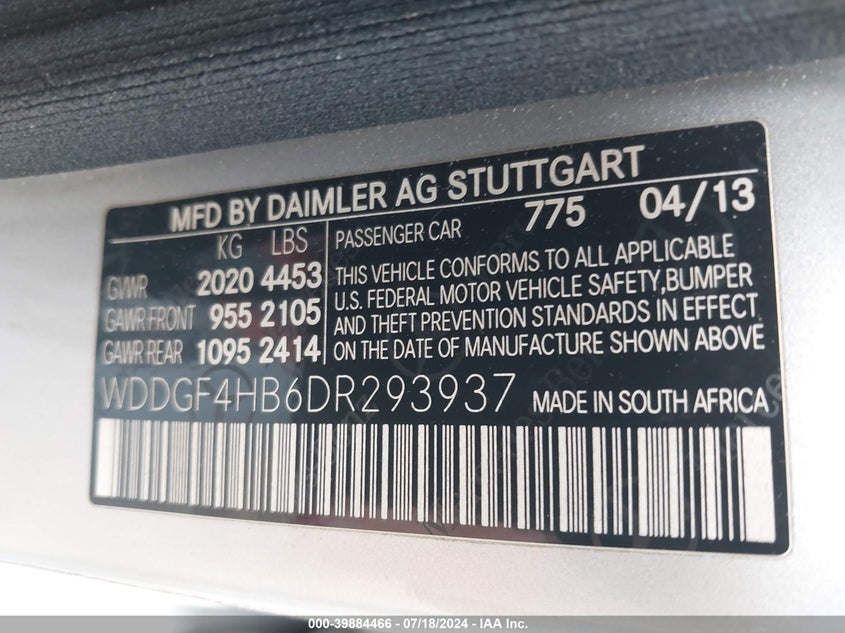 MFD BY DAIMLER AG STUTTGART
KG LBS
PASSENGER CAR 775 04/13
GVWR 2020 4453
GAWR FRONT 955 2105
GAWR REAR 1095 2414
THIS VEHICLE CONFORMS TO ALL APPLICABLE
U.S. FEDERAL MOTOR VEHICLE SAFETY,BUMPER
AND THEFT PREVENTION STANDARDS IN EFFECT
ON THE DATE OF MANUFACTURE SHOWN ABOVE
WDDGF4HB6DR293937 MADE IN SOUTH AFRICA
000-39884466 - 07/18/2024 - IAA Inc.